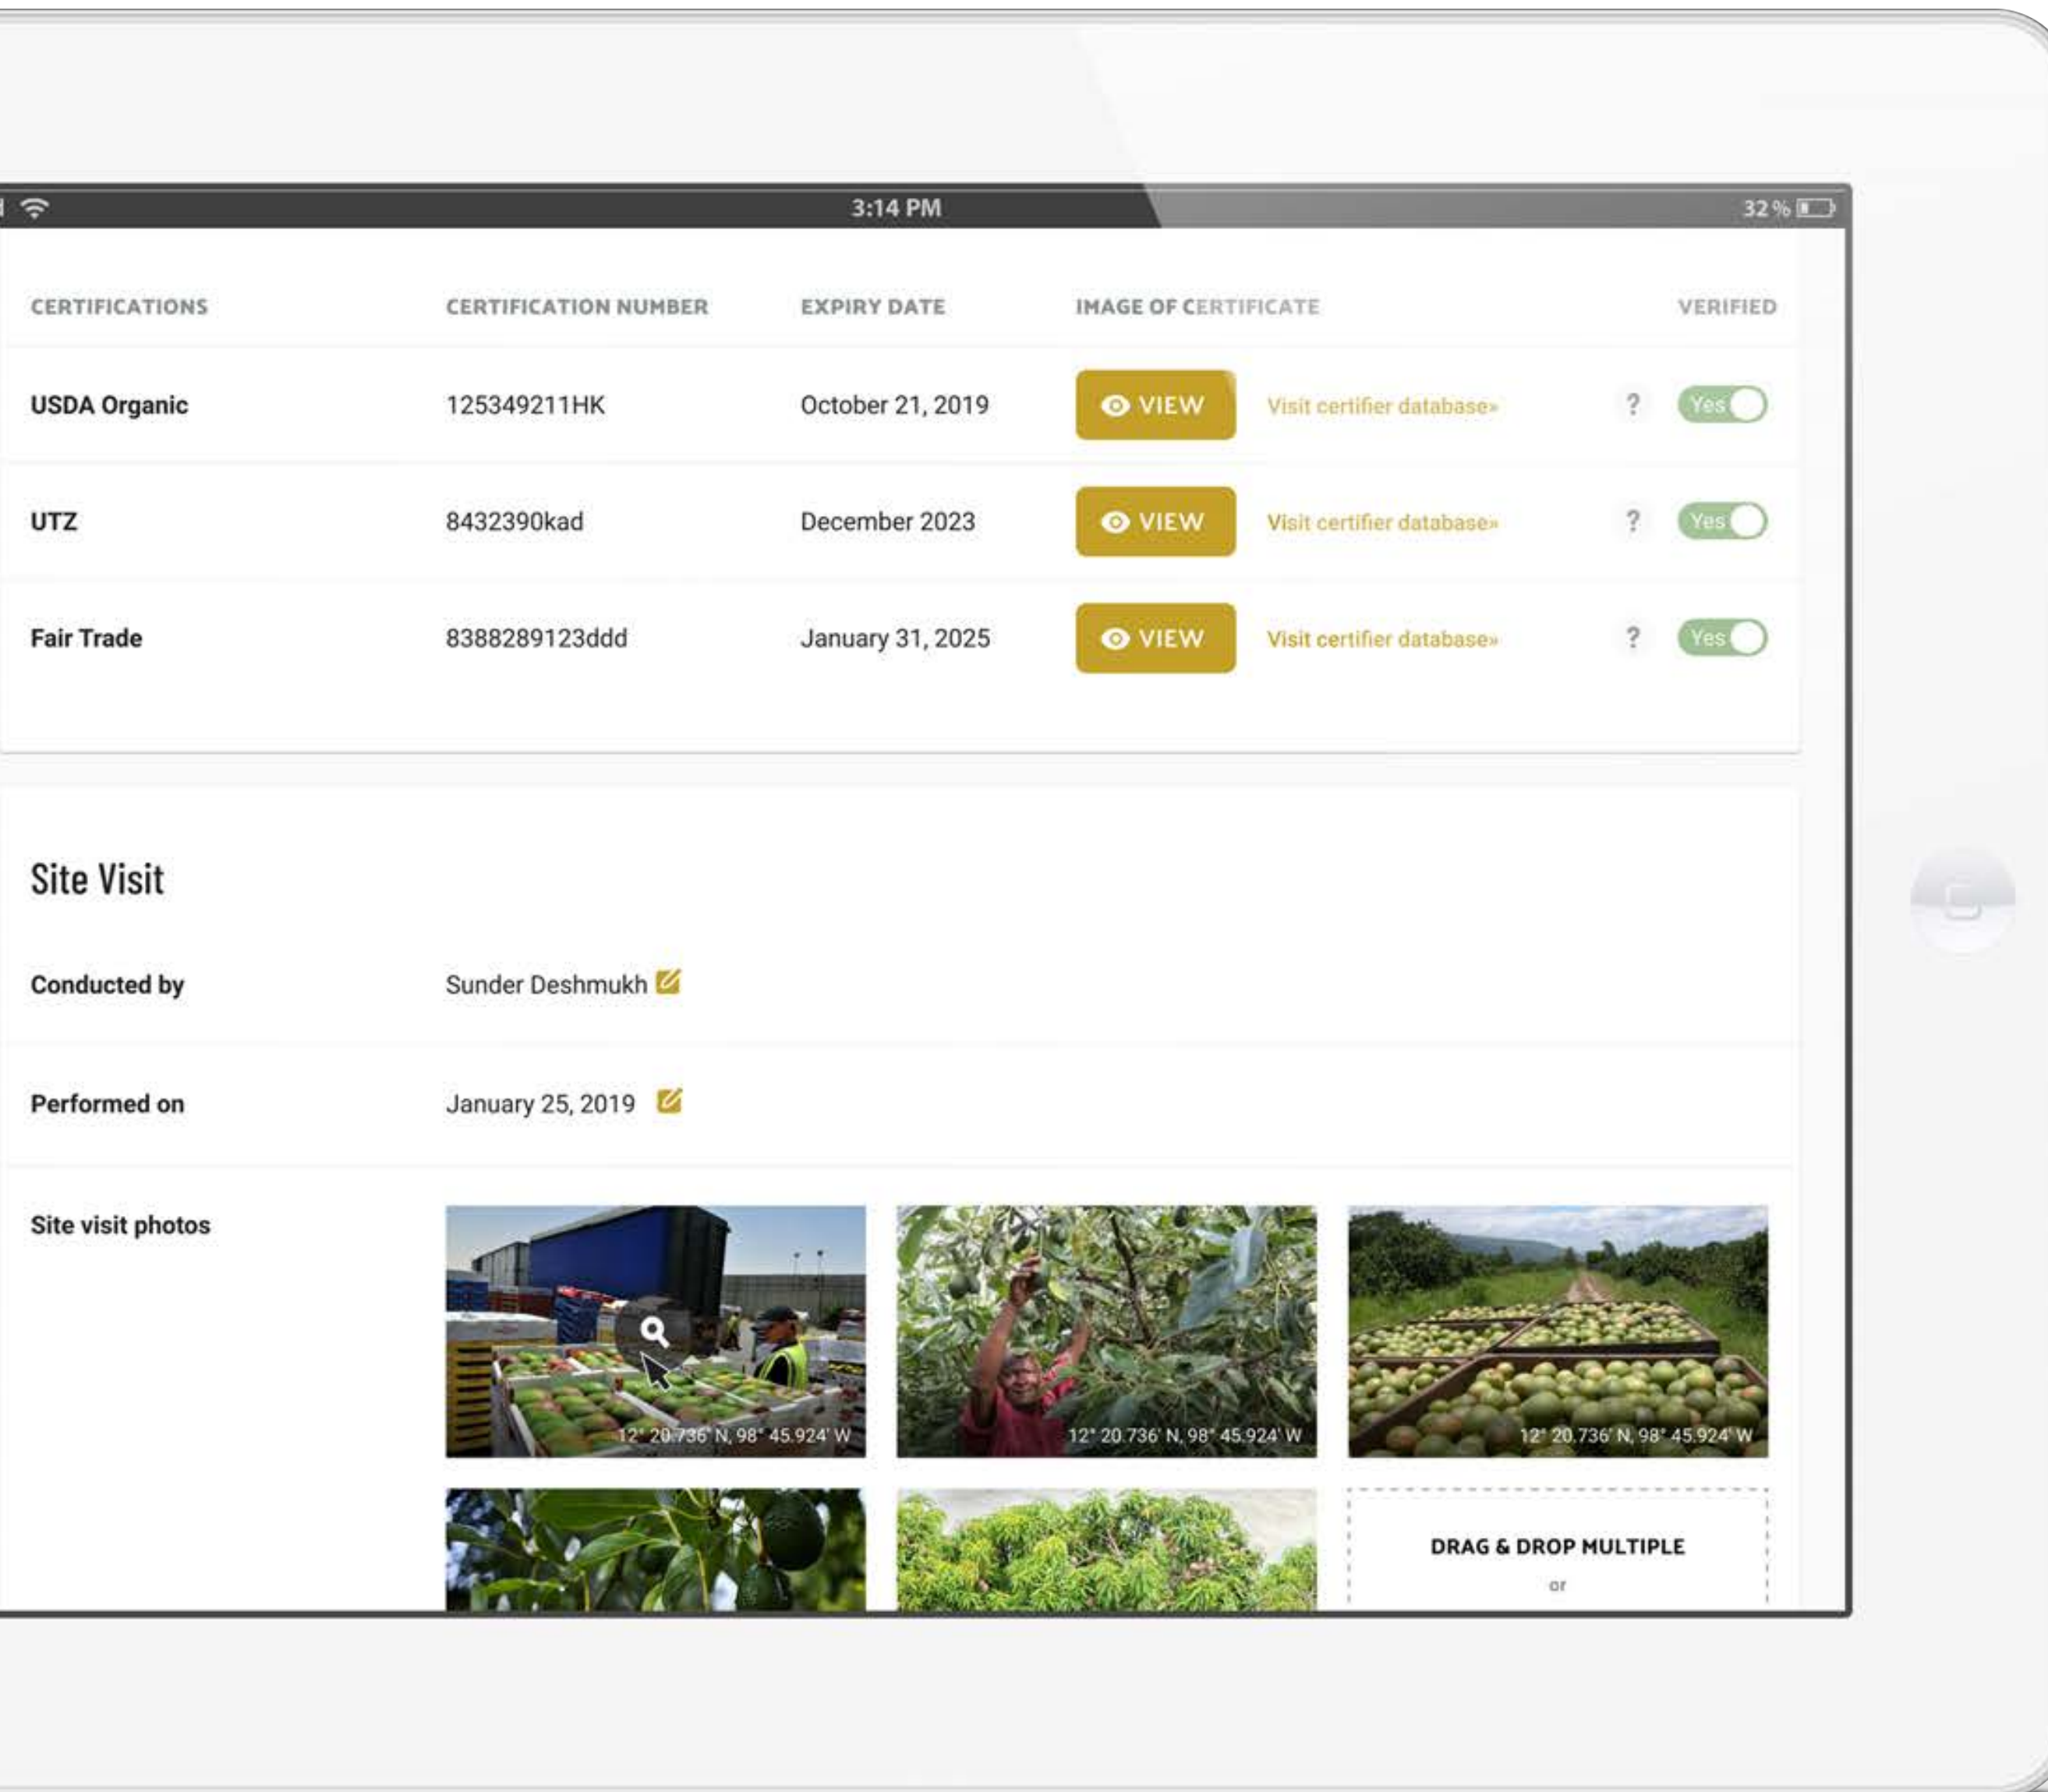 3:14 PM
32%
CERTIFICATIONS CERTIFICATION NUMBER EXPIRY DATE IMAGE OF CERTIFICATE VERIFIED
USDA Organic 125349211HK October 21, 2019 VIEW Visit certifier database» ? Yes
UTZ 8432390kad December 2023 VIEW Visit certifier database» ? Yes
Fair Trade 8388289123ddd January 31, 2025 VIEW Visit certifier database» ? Yes
Site Visit
Conducted by Sunder Deshmukh
Performed on January 25, 2019
Site visit photos
12° 20.736' N, 98° 45.924' W
12° 20.736' N, 98° 45.924' W
12° 20.736' N, 98° 45.924' W
DRAG & DROP MULTIPLE
or